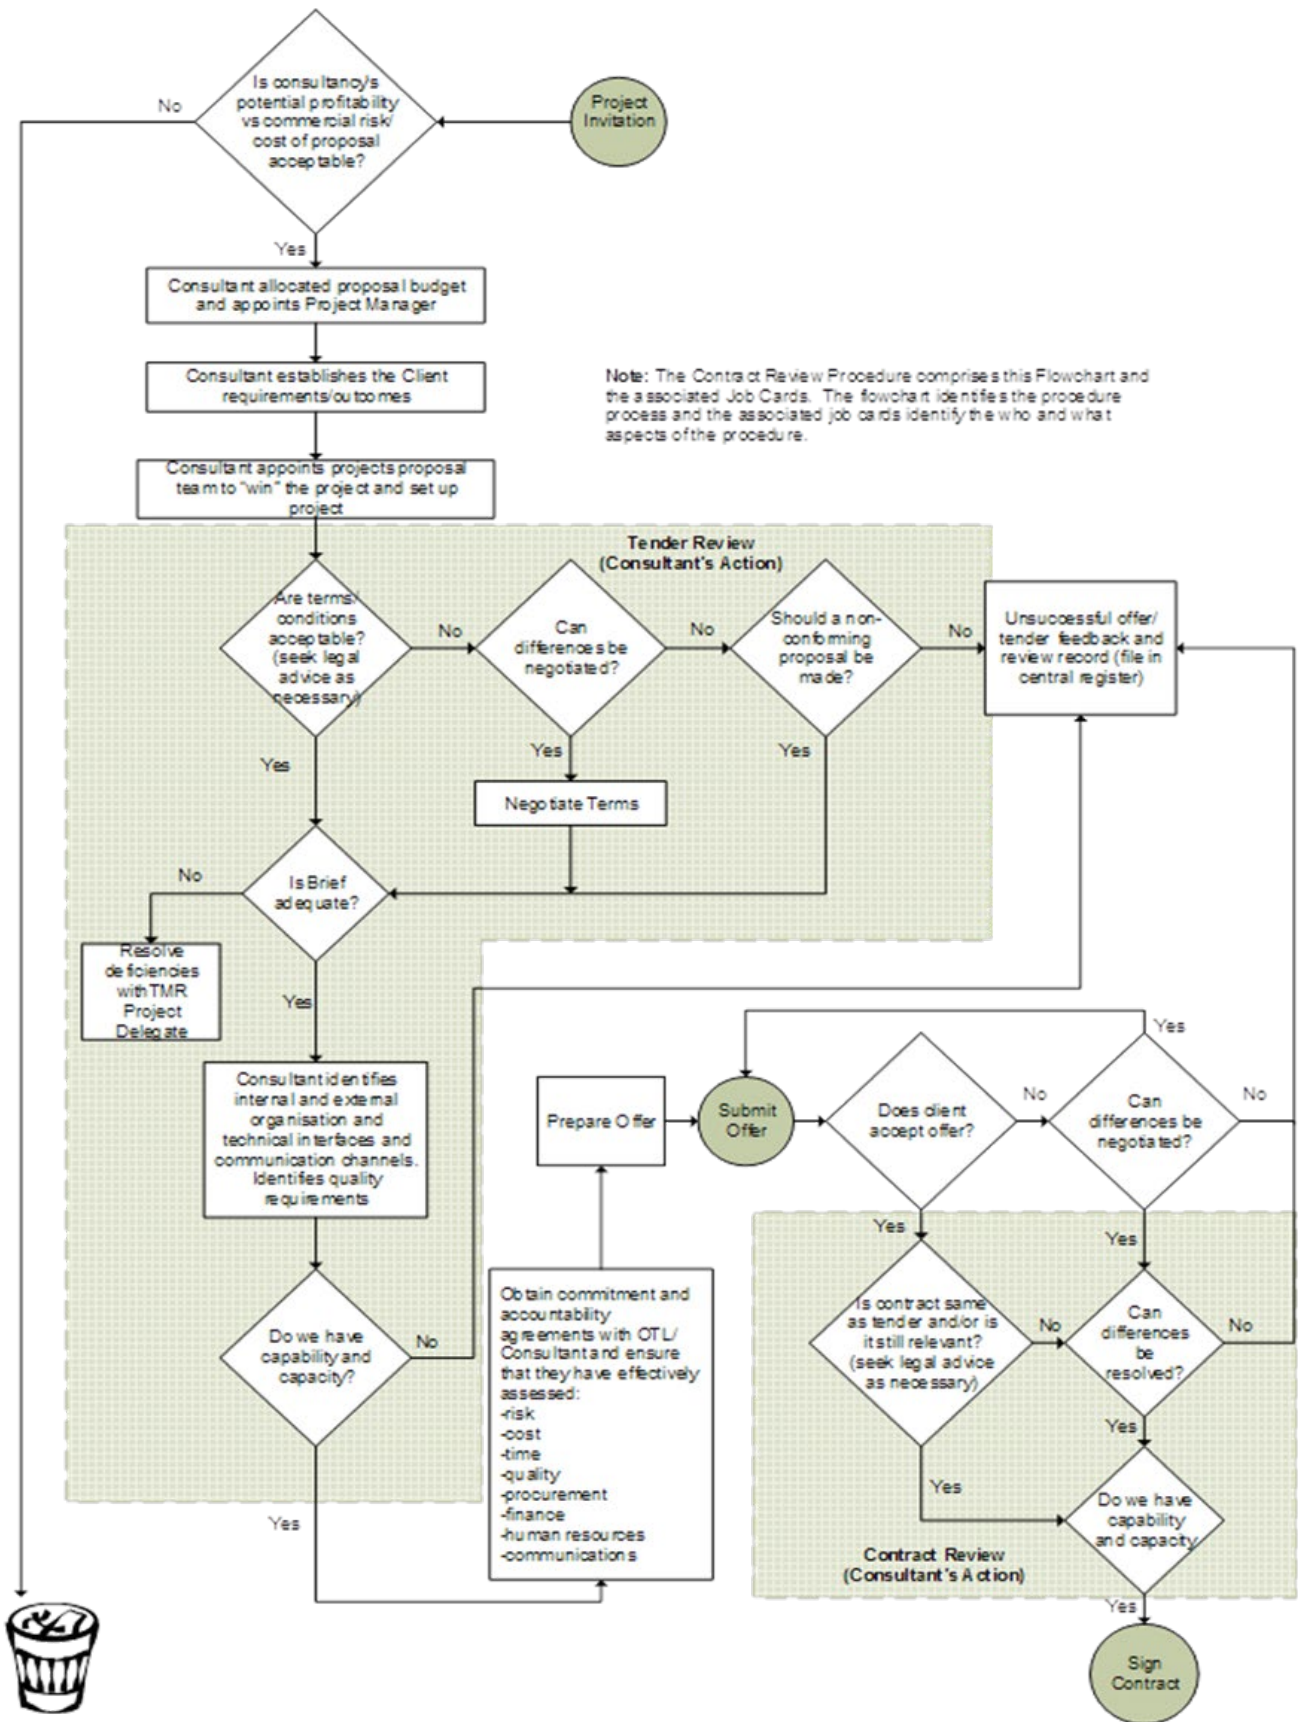 Is consultancy's
potential profitability
vs commercial risk/
cost of proposal
acceptable?
Project
Invitation
No
Yes
Consultant allocated proposal budget
and appoints Project Manager
Consultant establishes the Client
requirements/outcomes
Note: The Contract Review Procedure comprises this Flowchart and
the associated Job Cards. The flowchart identifies the procedure
process and the associated job cards identify the who and what
aspects of the procedure.
Consultant appoints projects proposal
team to "win" the project and set up
project
Tender Review
(Consultant's Action)
Are terms/
conditions
acceptable?
(seek legal
advice as
necessary)
No
Can
differences be
negotiated?
No
Should a non-
conforming
proposal be
made?
No
Unsuccessful offer/
tender feedback and
review record (file in
central register)
Yes
Yes
Yes
Negotiate Terms
No
Is Brief
adequate?
Resolve
deficiencies
with TMR
Project
Delegate
Yes
Consultant identifies
internal and external
organisation and
technical interfaces and
communication channels.
Identifies quality
requirements
Prepare Offer
Submit
Offer
Does client
accept offer?
No
Yes
Can
differences be
negotiated?
No
Yes
Yes
Do we have
capability and
capacity?
No
Yes
Obtain commitment and
accountability
agreements with OTL/
Consultant and ensure
that they have effectively
assessed:
-risk
-cost
-time
-quality
-procurement
-finance
-human resources
-communications
Is contract same
as tender and/or is
it still relevant?
(seek legal advice
as necessary)
No
Can
differences
be
resolved?
No
Yes
Yes
Do we have
capability
and capacity
Contract Review
(Consultant's Action)
Yes
Sign
Contract